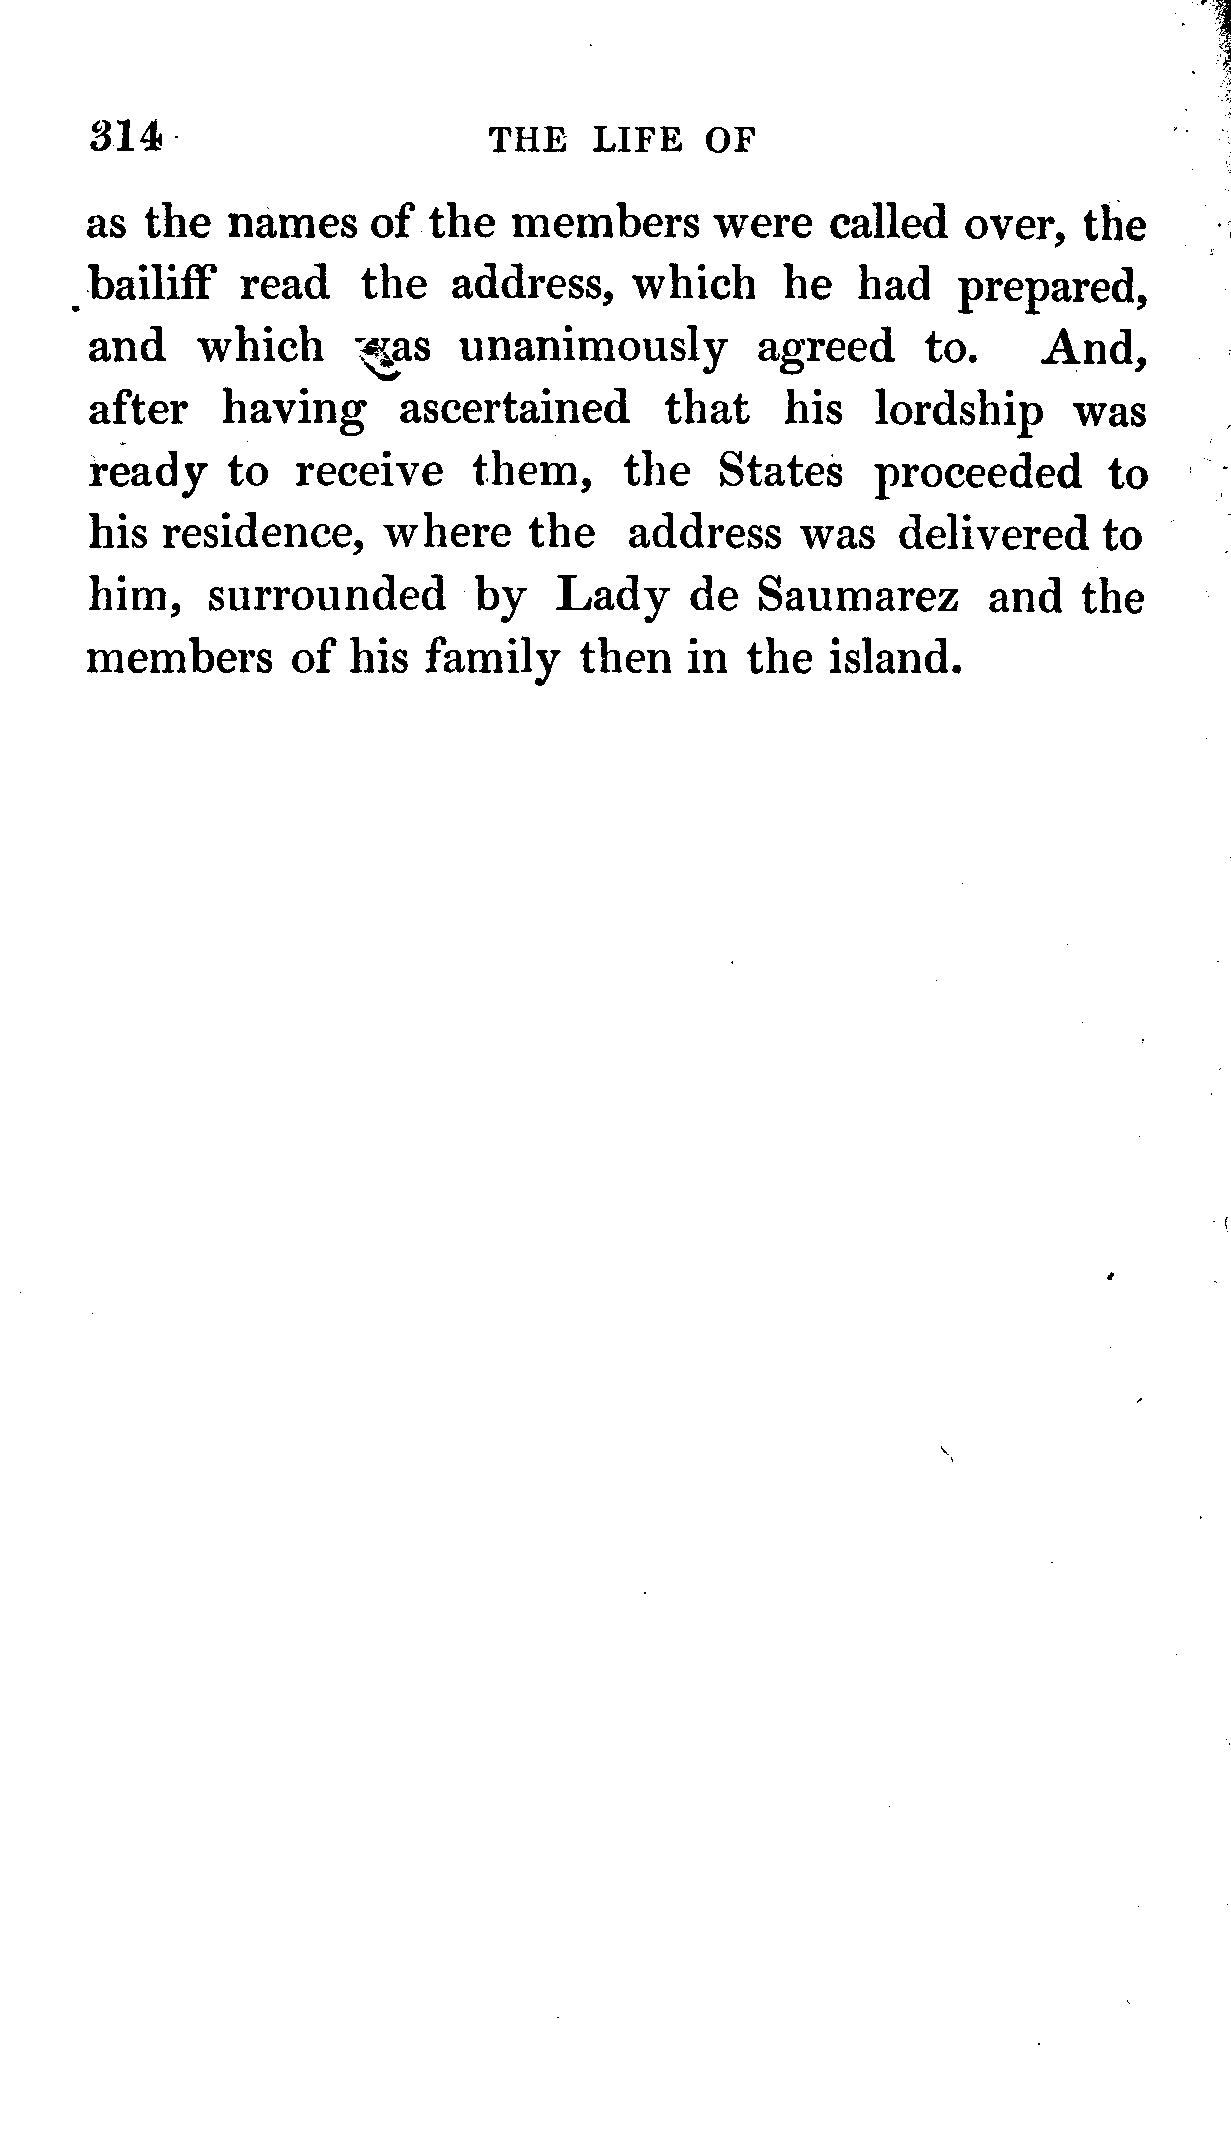 314 THE LIFE OF
as the names of the members were called over, the
bailiff read the address, which he had prepared,
and which was unanimously agreed to. And,
after having ascertained that his lordship was
ready to receive them, the States proceeded to
his residence, where the address was delivered to
him, surrounded by Lady de Saumarez and the
members of his family then in the island.